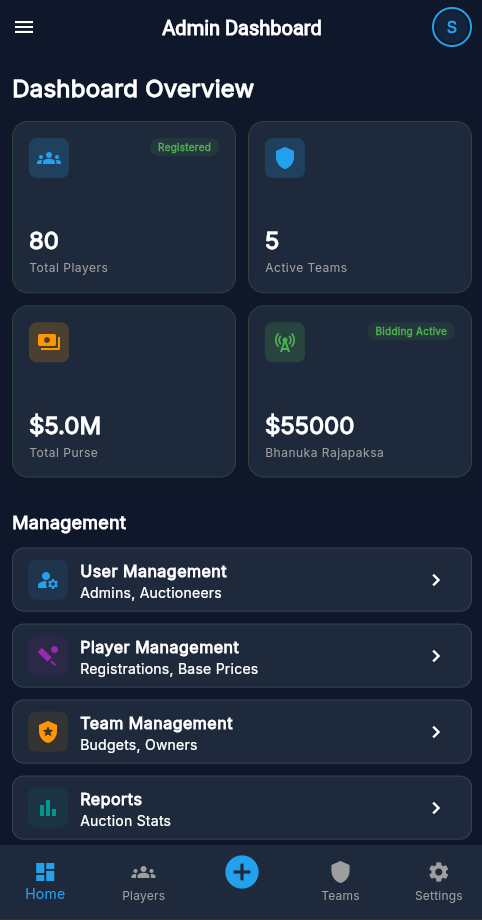 Admin Dashboard
S
Dashboard Overview
Registered
80
Total Players
5
Active Teams
$5.0M
Total Purse
Bidding Active
$55000
Bhanuka Rajapaksa
Management
User Management
Admins, Auctioneers
Player Management
Registrations, Base Prices
Team Management
Budgets, Owners
Reports
Auction Stats
Home
Players
Teams
Settings